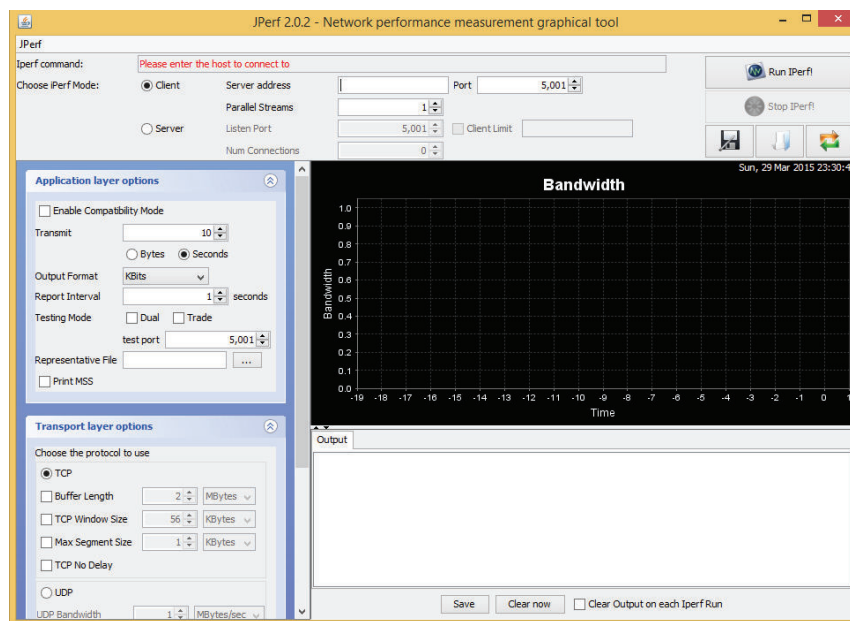 JPerf 2.0.2 - Network performance measurement graphical tool
JPerf
Iperf command: Please enter the host to connect to
Choose iPerf Mode: Client Server address Port 5,001
Parallel Streams 1
Server Listen Port 5,001 Client Limit
Num Connections 0
Run IPerf!
Stop IPerf!
Application layer options
Enable Compatibility Mode
Transmit 10
Bytes Seconds
Output Format KBits
Report Interval 1 seconds
Testing Mode Dual Trade
test port 5,001
Representative File ...
Print MSS
Transport layer options
Choose the protocol to use
TCP
Buffer Length 2 MBytes
TCP Window Size 56 KBytes
Max Segment Size 1 KBytes
TCP No Delay
UDP
UDP Bandwidth 1 MBytes/sec
Sun, 29 Mar 2015 23:30:4
Bandwidth
Bandwidth
1.0
0.9
0.8
0.7
0.6
0.5
0.4
0.3
0.2
0.1
0.0
-19 -18 -17 -16 -15 -14 -13 -12 -11 -10 -9 -8 -7 -6 -5 -4 -3 -2 -1 0 1
Time
Output
Save Clear now Clear Output on each Iperf Run